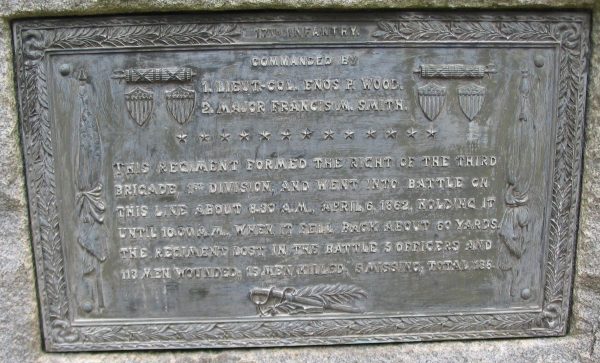 17TH INFANTRY.
COMMANDED BY
1. LIEUT.-COL. ENOS P. WOOD.
2. MAJOR FRANCIS M. SMITH.
THIS REGIMENT FORMED THE RIGHT OF THE THIRD
BRIGADE, 1ST DIVISION, AND WENT INTO BATTLE ON
THIS LINE ABOUT 8.30 A.M., APRIL 6, 1862, HOLDING IT
UNTIL 10.00 A.M., WHEN IT FELL BACK ABOUT 60 YARDS.
THE REGIMENT LOST IN THE BATTLE 5 OFFICERS AND
113 MEN WOUNDED; 15 MEN KILLED, 5 MISSING, TOTAL 138.